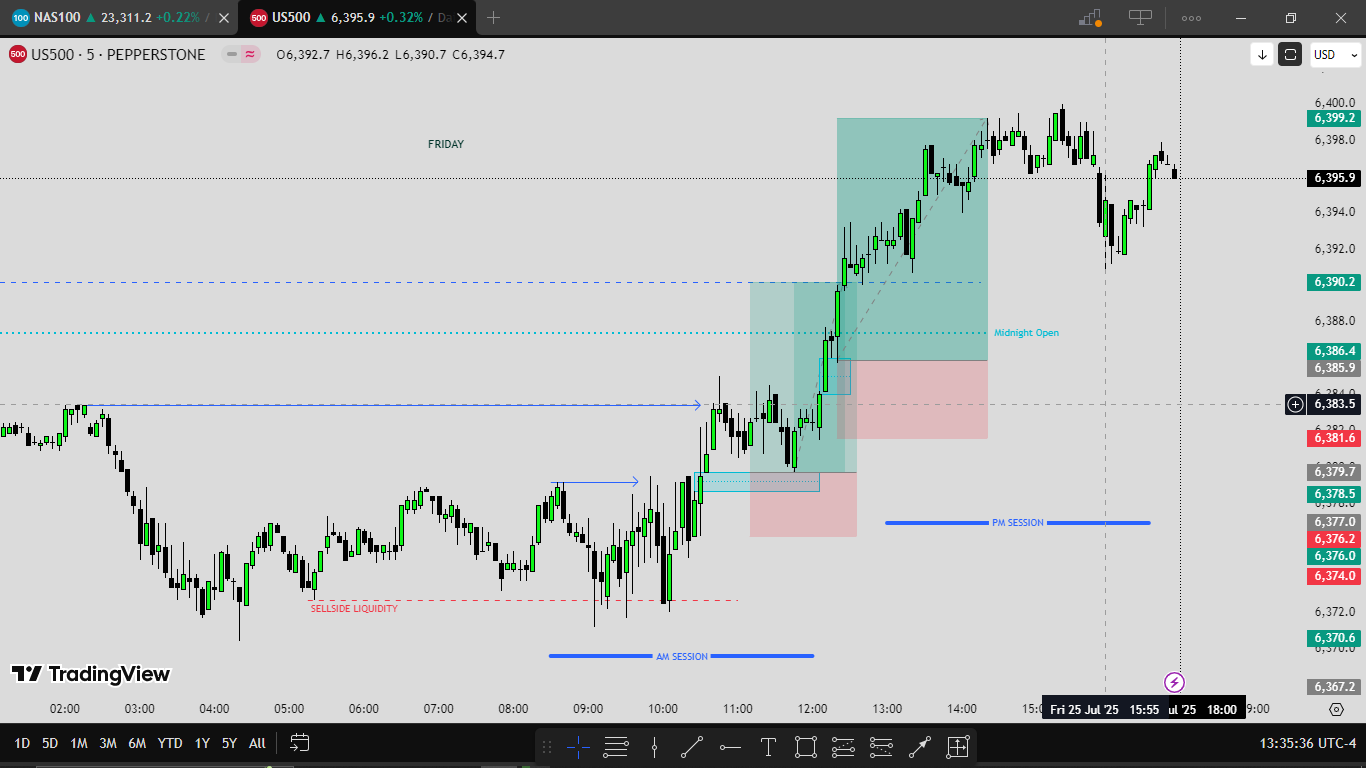 100 NAS100 ▲ 23,311.2 +0.22% /
500 US500 ▲ 6,395.9 +0.32% / Da
500 US500 · 5 · PEPPERSTONE
O6,392.7 H6,396.2 L6,390.7 C6,394.7
USD
FRIDAY
6,400.0
6,399.2
6,398.0
6,395.9
6,394.0
6,392.0
6,390.2
6,388.0
Midnight Open
6,386.4
6,385.9
6,384.0
6,383.5
6,382.0
6,381.6
6,379.7
6,378.5
6,377.0
PM SESSION
6,376.2
6,376.0
6,374.0
SELLSIDE LIQUIDITY
6,372.0
6,370.6
6,370.0
AM SESSION
TradingView
6,367.2
02:00 03:00 04:00 05:00 06:00 07:00 08:00 09:00 10:00 11:00 12:00 13:00 14:00 15:0 Fri 25 Jul '25 15:55 ul '25 18:00 9:00
1D 5D 1M 3M 6M YTD 1Y 5Y All
13:35:36 UTC-4